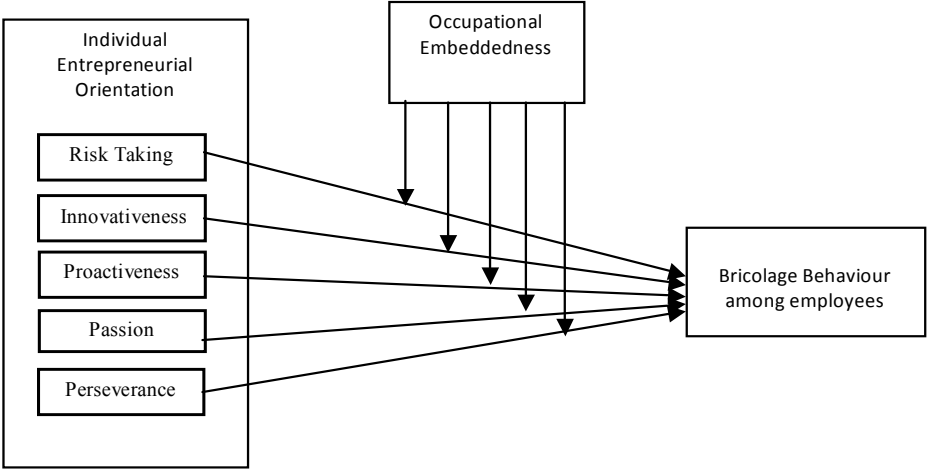 Individual
Entrepreneurial
Orientation
Risk Taking
Innovativeness
Proactiveness
Passion
Perseverance
Occupational
Embeddedness
Bricolage Behaviour
among employees